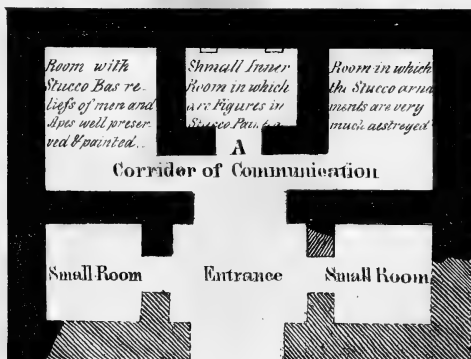 Room with
Stucco Bas re-
liefs of men and
Apes well preser-
ved & painted..
Shmall Inner
Room in which
are Figures in
Stucco
Room in which
the Stucco orna
ments are very
much destroyed
A
Corridor of Communication
Small Room
Entrance
Small Room